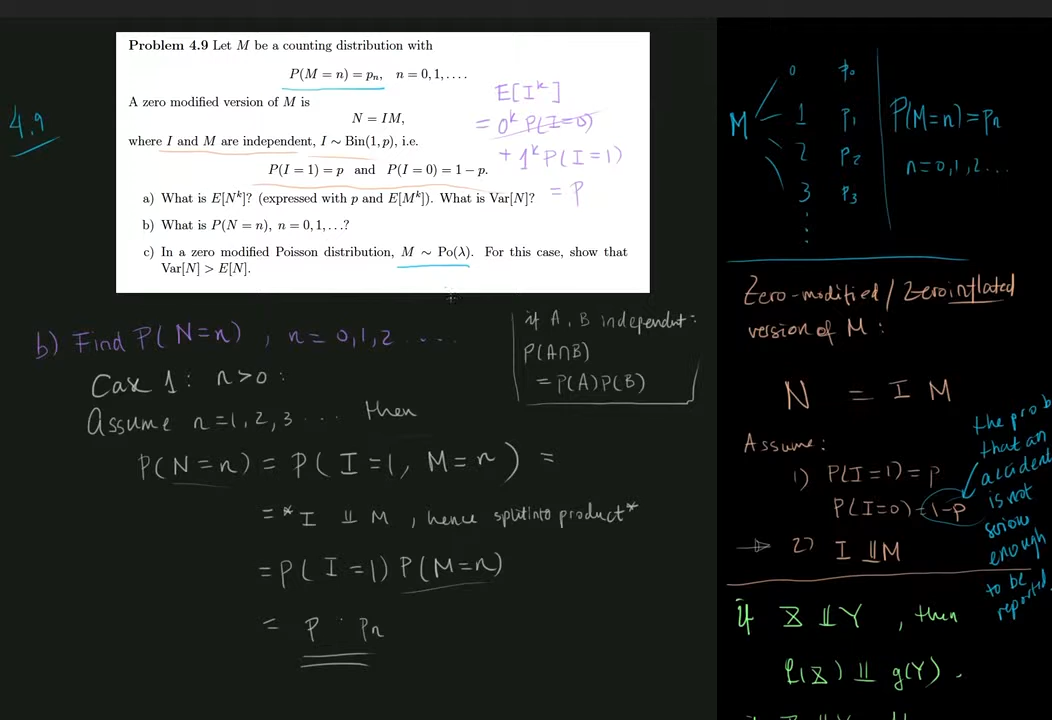 4.9
Problem 4.9 Let M be a counting distribution with
P(M = n) = pₙ, n = 0, 1, . . . .
A zero modified version of M is
N = IM,
where I and M are independent, I ∼ Bin(1, p), i.e.
P(I = 1) = p and P(I = 0) = 1 − p.
a) What is E[Nᵏ]? (expressed with p and E[Mᵏ]). What is Var[N]?
b) What is P(N = n), n = 0, 1, . . .?
c) In a zero modified Poisson distribution, M ∼ Po(λ). For this case, show that
Var[N] > E[N].
E[Iᵏ]
= 0ᵏ P(I=0)
+ 1ᵏ P(I=1)
= P
b) Find P(N=n), n=0,1,2 .....
Case 1: n>0:
Assume n=1,2,3 .... then
P(N=n) = P(I=1, M=n) =
= *I ⫫ M, hence split into product*
= P(I=1) P(M=n)
= p · pₙ
if A, B independent:
P(A∩B)
= P(A)P(B)
M
0 p₀
1 p₁
2 p₂
3 p₃
⋮
P(M=n)=pₙ
n=0,1,2...
Zero-modified/Zero inflated
version of M:
N = I M
Assume:
1) P(I=1)=p
P(I=0)=1-p
2) I ⫫ M
the prob
that an
accident
is not
serious
enough
to be
reported.
if X ⫫ Y, then
f(X) ⫫ g(Y).